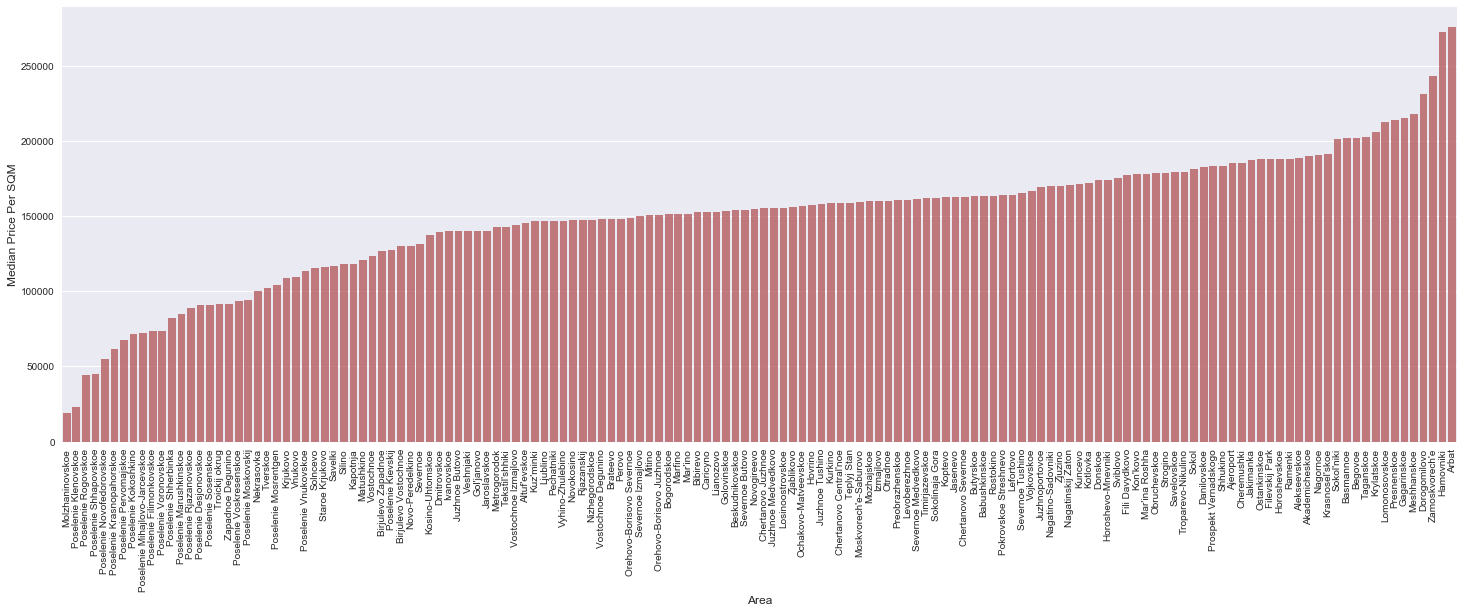 250000
200000
150000
100000
50000
0
Median Price Per SQM
Molzhaninovskoe
Poselenie Klenovskoe
Poselenie Rogovskoe
Poselenie Shhapovskoe
Poselenie Novofedorovskoe
Poselenie Krasnopahorskoe
Poselenie Pervomajskoe
Poselenie Kokoshkino
Poselenie Mihajlovo-Jarcevskoe
Poselenie Filimonkovskoe
Poselenie Voronovskoe
Poselenie Shherbinka
Poselenie Marushkinskoe
Poselenie Rjazanovskoe
Poselenie Desjonovskoe
Poselenie Sosenskoe
Troickij okrug
Zapadnoe Degunino
Poselenie Voskresenskoe
Poselenie Moskovskij
Nekrasovka
Tverskoe
Poselenie Mosrentgen
Krjukovo
Vnukovo
Poselenie Vnukovskoe
Solncevo
Staroe Krjukovo
Savelki
Silino
Kapotnja
Matushkino
Vostochnoe
Birjulevo Zapadnoe
Poselenie Kievskij
Birjulevo Vostochnoe
Novo-Peredelkino
Severnoe
Kosino-Uhtomskoe
Dmitrovskoe
Ivanovskoe
Juzhnoe Butovo
Veshnjaki
Gol'janovo
Jaroslavskoe
Metrogorodok
Tekstil'shhiki
Vostochnoe Izmajlovo
Altuf'evskoe
Kuz'minki
Ljublino
Pechatniki
Vyhino-Zhulebino
Novokosino
Rjazanskij
Nizhegorodskoe
Vostochnoe Degunino
Brateevo
Perovo
Orehovo-Borisovo Severnoe
Severnoe Izmajlovo
Mitino
Orehovo-Borisovo Juzhnoe
Bogorodskoe
Marfino
Mar'ino
Bibirevo
Caricyno
Lianozovo
Golovinskoe
Beskudnikovskoe
Severnoe Butovo
Novogireevo
Chertanovo Juzhnoe
Juzhnoe Medvedkovo
Losinoostrovskoe
Zjablikovo
Ochakovo-Matveevskoe
Hovrino
Juzhnoe Tushino
Kuncevo
Chertanovo Central'noe
Teplyj Stan
Moskvorech'e-Saburovo
Mozhajskoe
Izmajlovo
Otradnoe
Preobrazhenskoe
Levoberezhnoe
Severnoe Medvedkovo
Timirjazevskoe
Sokolinaja Gora
Koptevo
Jasenevo
Chertanovo Severnoe
Butyrskoe
Babushkinskoe
Rostokino
Pokrovskoe Streshnevo
Lefortovo
Severnoe Tushino
Vojkovskoe
Juzhnoportovoe
Nagatino-Sadovniki
Zjuzino
Nagatinskij Zaton
Kuncevo
Kotlovka
Donskoe
Horoshevo-Mnevniki
Sviblovo
Fili Davydkovo
Kon'kovo
Mar'ina Roshha
Obruchevskoe
Strogino
Savelovskoe
Troparevo-Nikulino
Sokol
Danilovskoe
Prospekt Vernadskogo
Shhukino
Ajeroport
Cheremushki
Jakimanka
Ostankinskoe
Filevskij Park
Horoshevskoe
Ramenki
Alekseevskoe
Akademicheskoe
Nagornoe
Krasnosel'skoe
Sokol'niki
Basmannoe
Begovoe
Taganskoe
Krylatskoe
Lomonosovskoe
Presnenskoe
Gagarinskoe
Meshhanskoe
Dorogomilovo
Zamoskvorech'e
Hamovniki
Arbat
Area